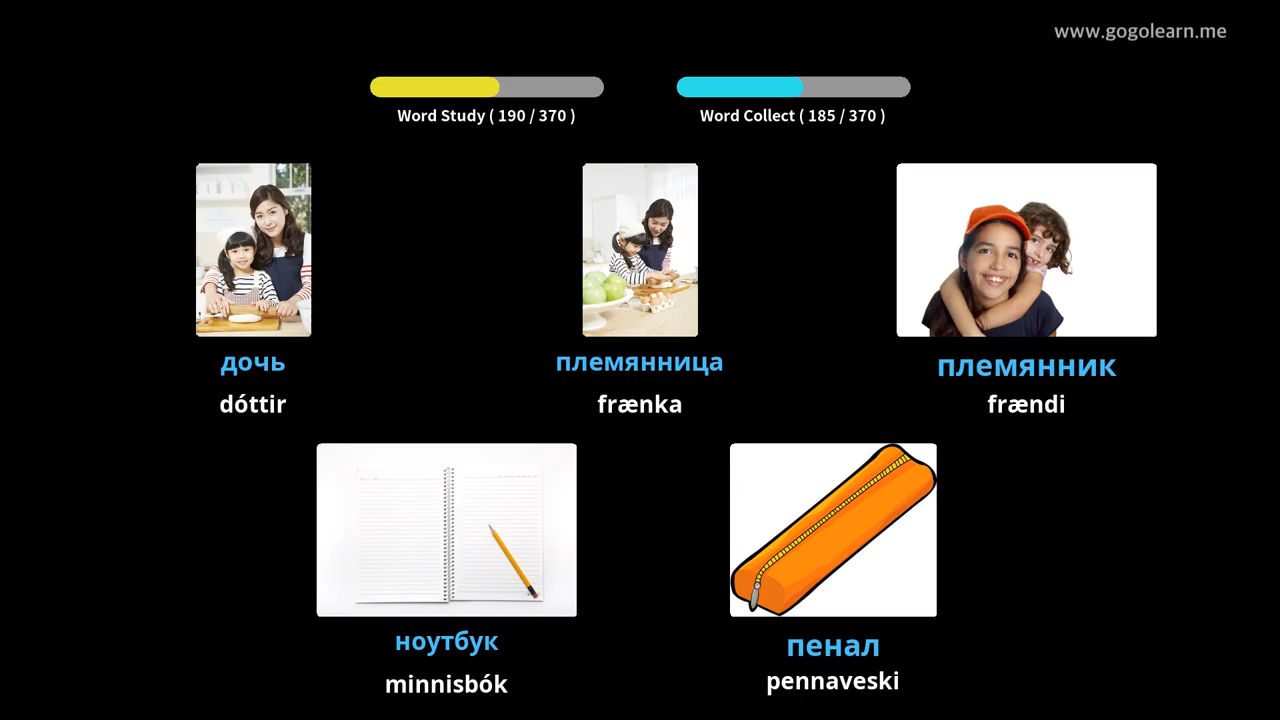 www.gogolearn.me
Word Study ( 190 / 370 )
Word Collect ( 185 / 370 )
дочь
dóttir
племянница
frænka
племянник
frændi
ноутбук
minnisbók
пенал
pennaveski